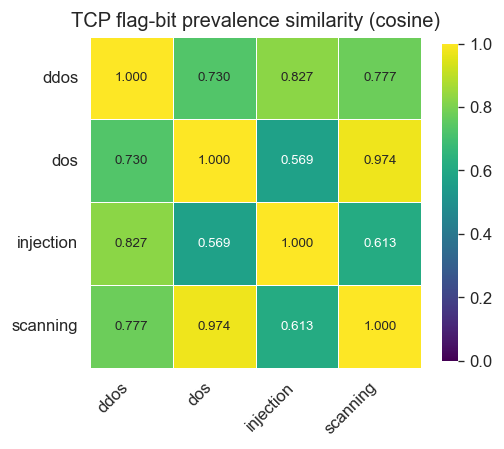 TCP flag-bit prevalence similarity (cosine)
ddos 1.000 0.730 0.827 0.777
dos 0.730 1.000 0.569 0.974
injection 0.827 0.569 1.000 0.613
scanning 0.777 0.974 0.613 1.000
ddos dos injection scanning
1.0
0.8
0.6
0.4
0.2
0.0